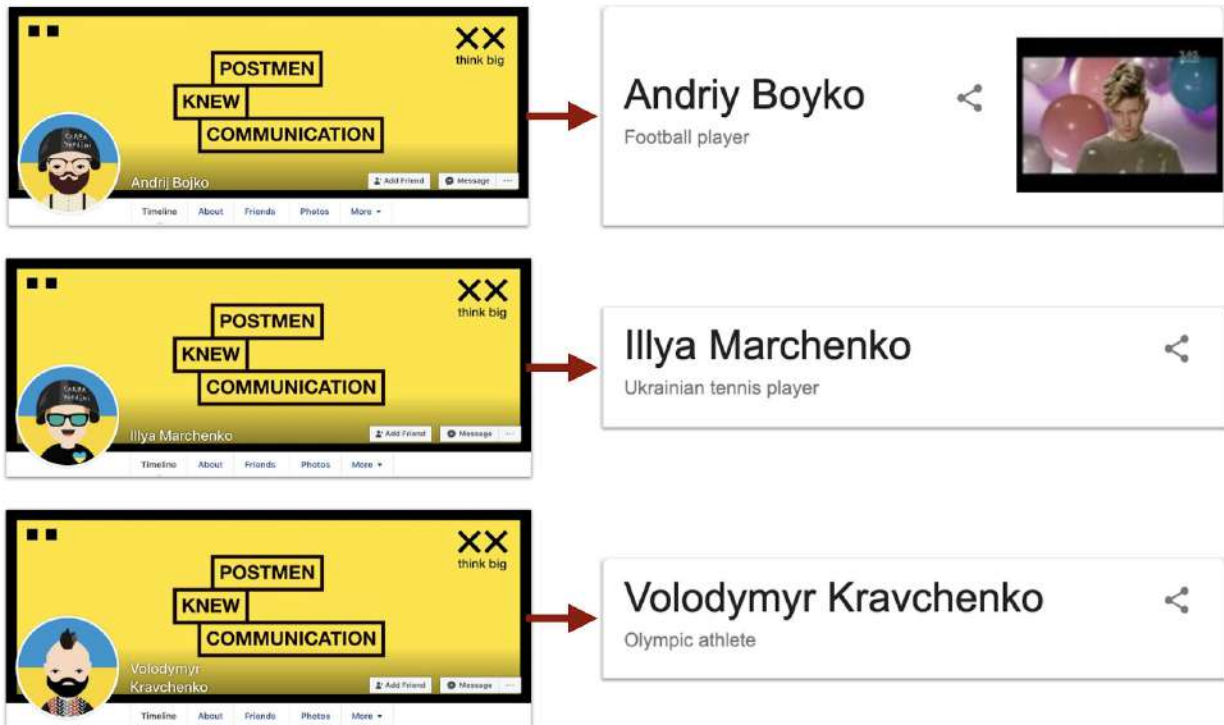 think big
POSTMEN
KNEW
COMMUNICATION
Andrij Bojko
Add Friend
Message
Timeline About Friends Photos More
Andriy Boyko
Football player
think big
POSTMEN
KNEW
COMMUNICATION
Illya Marchenko
Add Friend
Message
Timeline About Friends Photos More
Illya Marchenko
Ukrainian tennis player
think big
POSTMEN
KNEW
COMMUNICATION
Volodymyr
Kravchenko
Add Friend
Message
Timeline About Friends Photos More
Volodymyr Kravchenko
Olympic athlete